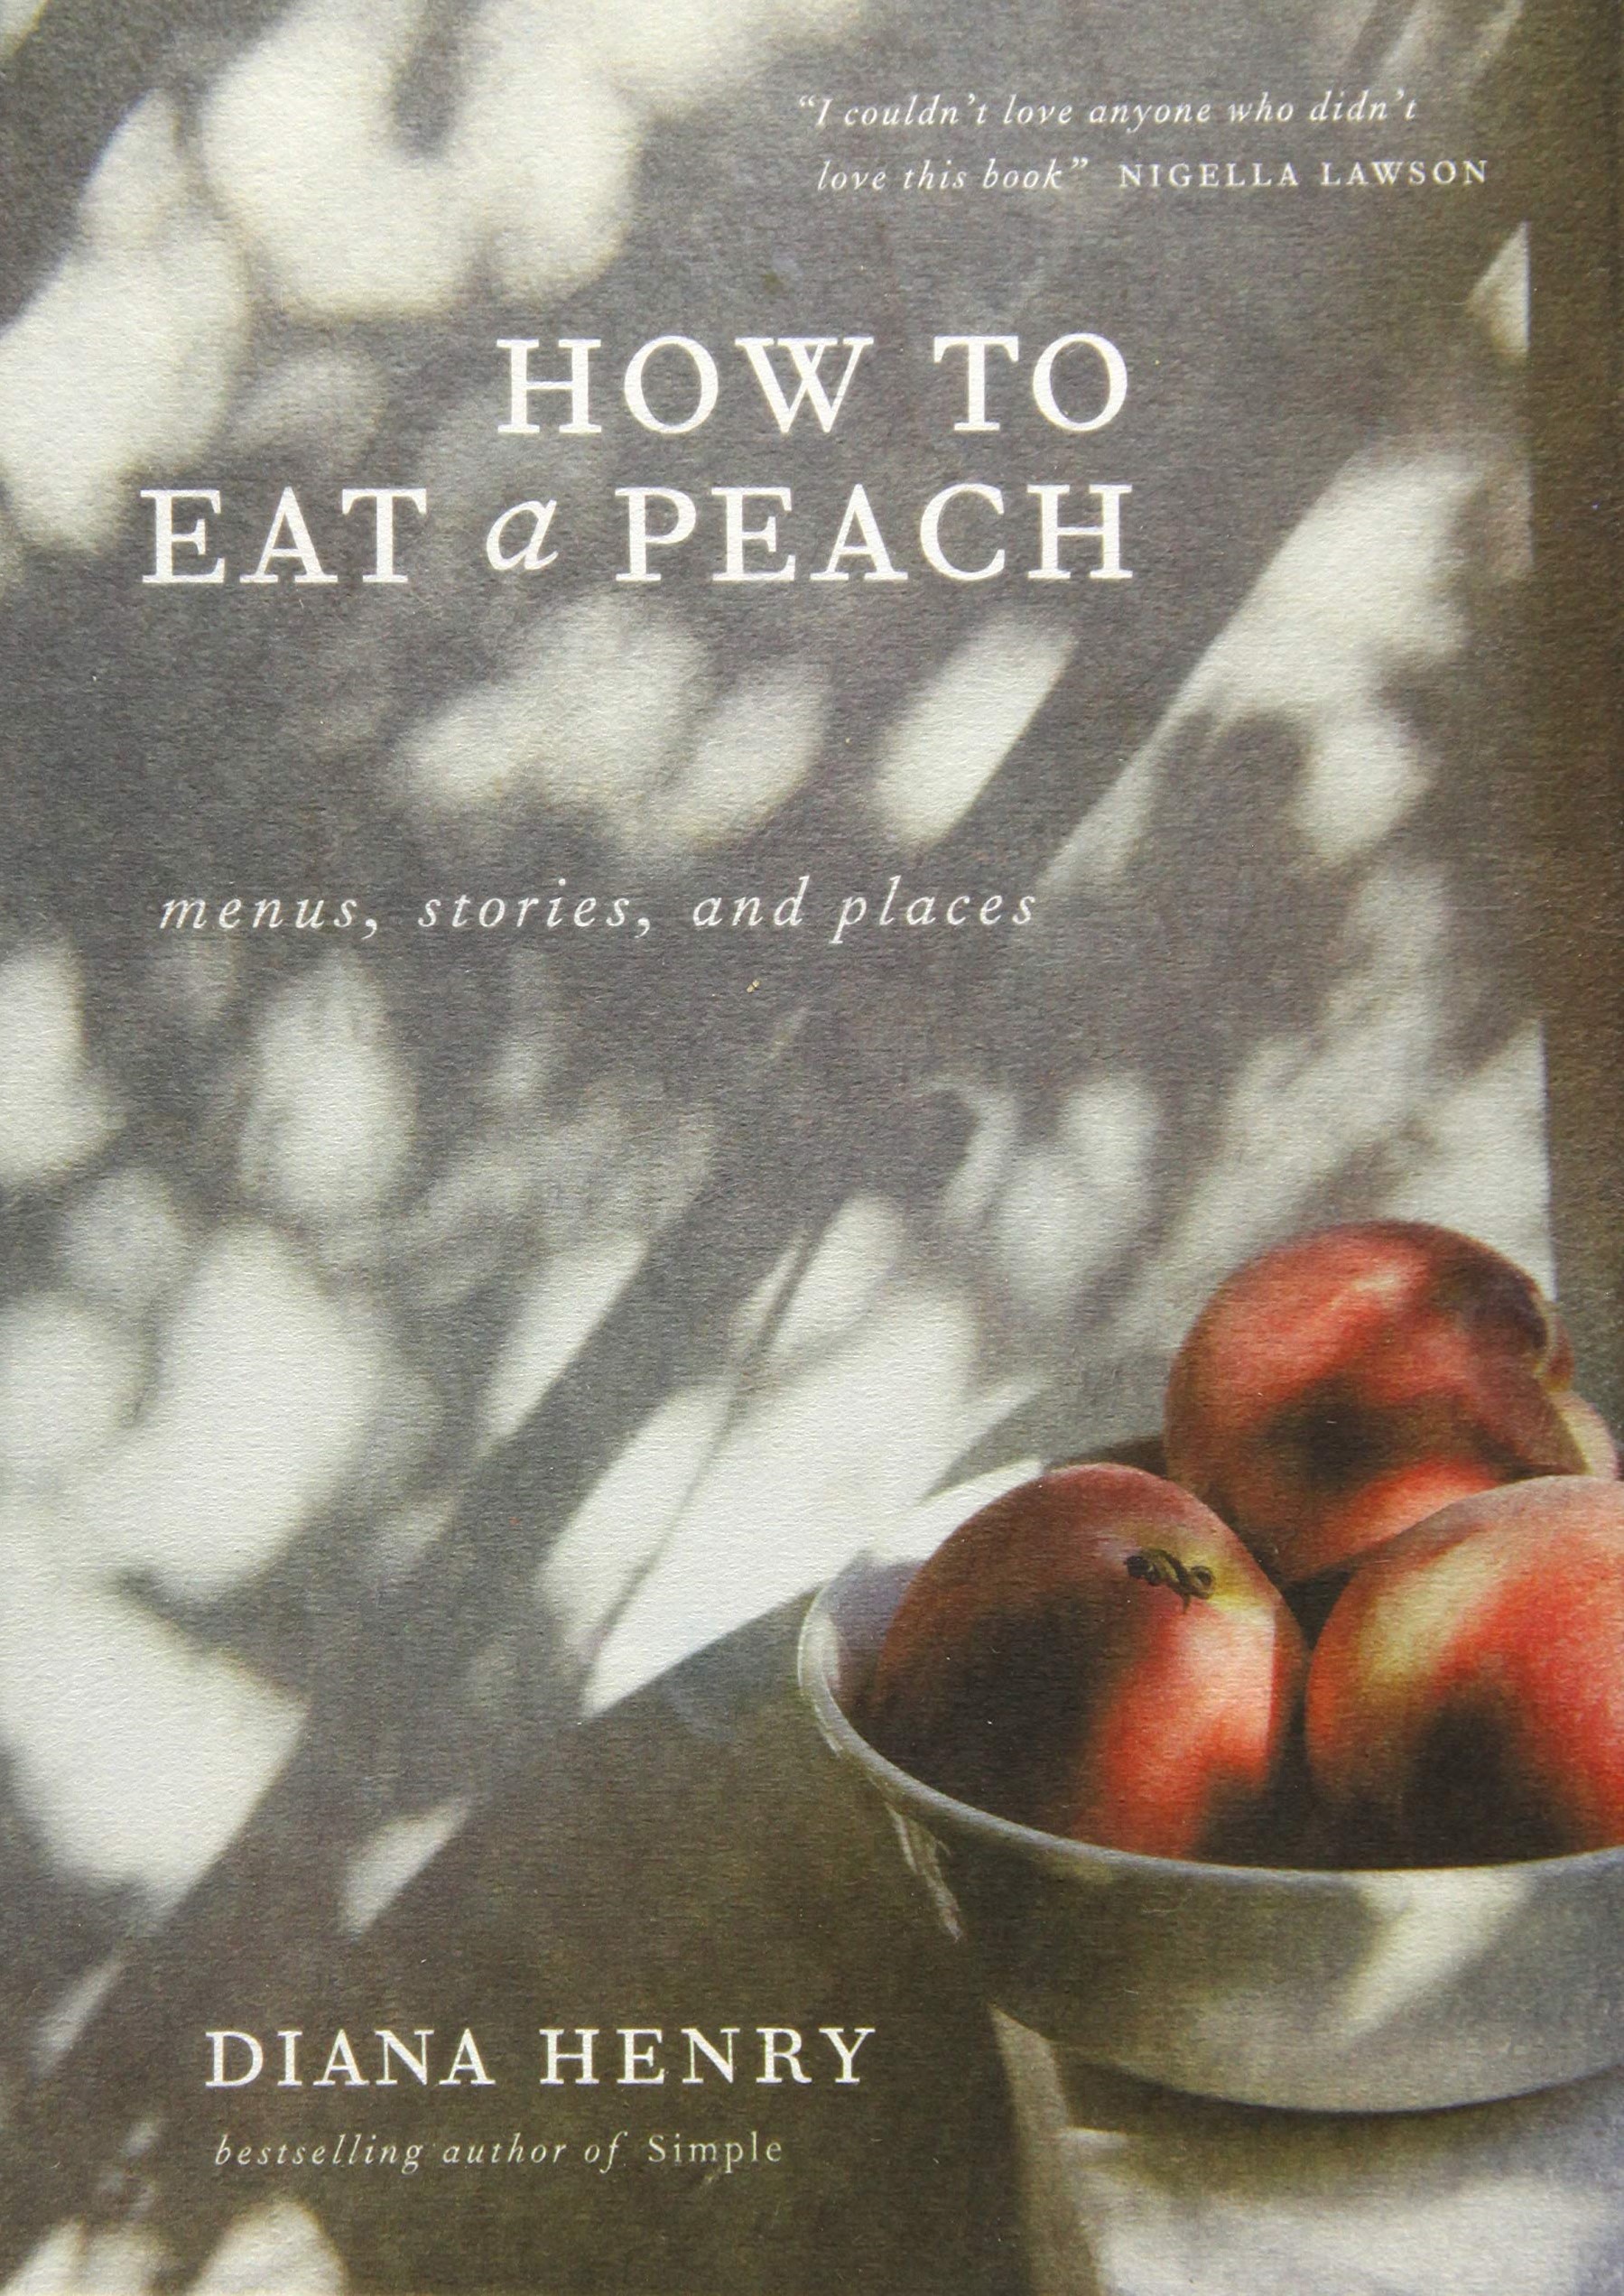 “I couldn’t love anyone who didn’t
love this book” NIGELLA LAWSON
HOW TO
EAT a PEACH
menus, stories, and places
DIANA HENRY
bestselling author of Simple